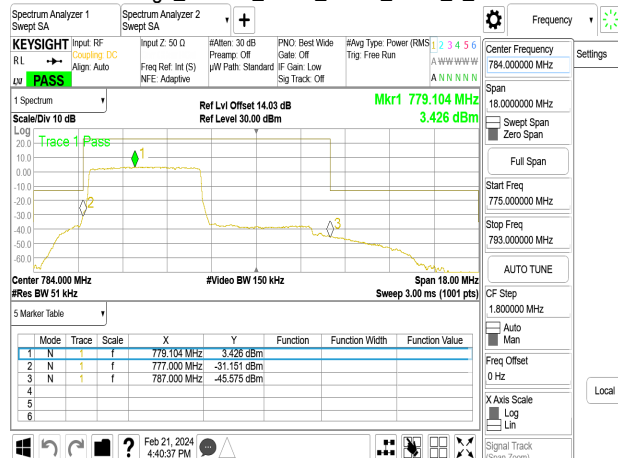 Spectrum Analyzer 1
Swept SA
Spectrum Analyzer 2
Swept SA
Frequency
KEYSIGHT
RL
PASS
Input: RF
Coupling: DC
Align: Auto
Input Z: 50 Ω
Freq Ref: Int (S)
NFE: Adaptive
#Atten: 30 dB
Preamp: Off
µW Path: Standard
PNO: Best Wide
Gate: Off
IF Gain: Low
Sig Track: Off
#Avg Type: Power (RMS
Trig: Free Run
1 2 3 4 5 6
A W W W W W
A N N N N N
1 Spectrum
Scale/Div 10 dB
Ref Lvl Offset 14.03 dB
Ref Level 30.00 dBm
Mkr1 779.104 MHz
3.426 dBm
Log
Trace 1 Pass
20.0
10.0
0.00
-10.0
-20.0
-30.0
-40.0
-50.0
-60.0
1
2
3
Center 784.000 MHz
#Res BW 51 kHz
#Video BW 150 kHz
Span 18.00 MHz
Sweep 3.00 ms (1001 pts)
5 Marker Table
Mode Trace Scale X Y Function Function Width Function Value
1 N 1 f 779.104 MHz 3.426 dBm
2 N 1 f 777.000 MHz -31.151 dBm
3 N 1 f 787.000 MHz -45.575 dBm
4
5
6
Feb 21, 2024
4:40:37 PM
Center Frequency
784.000000 MHz
Settings
Span
18.0000000 MHz
Swept Span
Zero Span
Full Span
Start Freq
775.000000 MHz
Stop Freq
793.000000 MHz
AUTO TUNE
CF Step
1.800000 MHz
Auto
Man
Freq Offset
0 Hz
Local
X Axis Scale
Log
Lin
Signal Track
(Span Zoom)